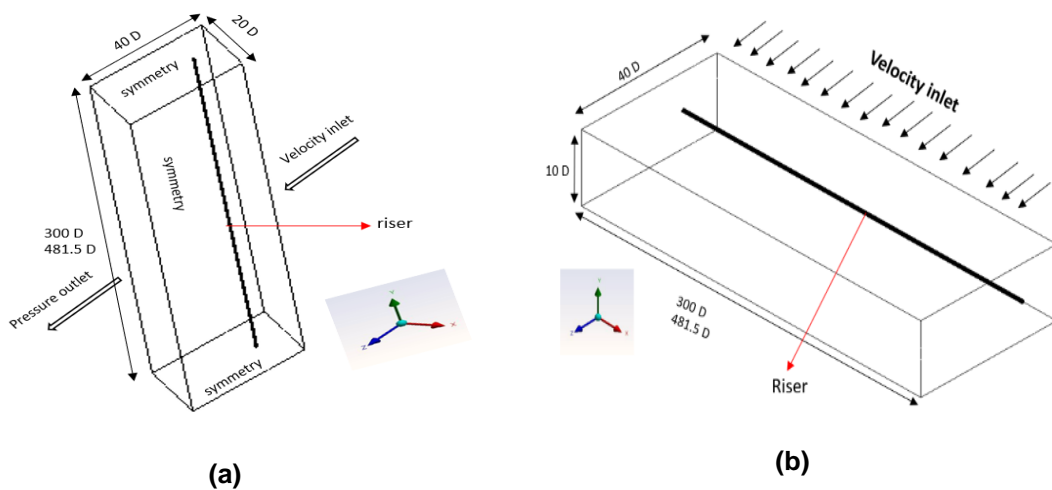 40 D
20 D
symmetry
symmetry
Velocity inlet
riser
300 D
481.5 D
Pressure outlet
symmetry
Y
X
Z
(a)
Velocity inlet
40 D
10 D
300 D
481.5 D
Y
Z
X
Riser
(b)